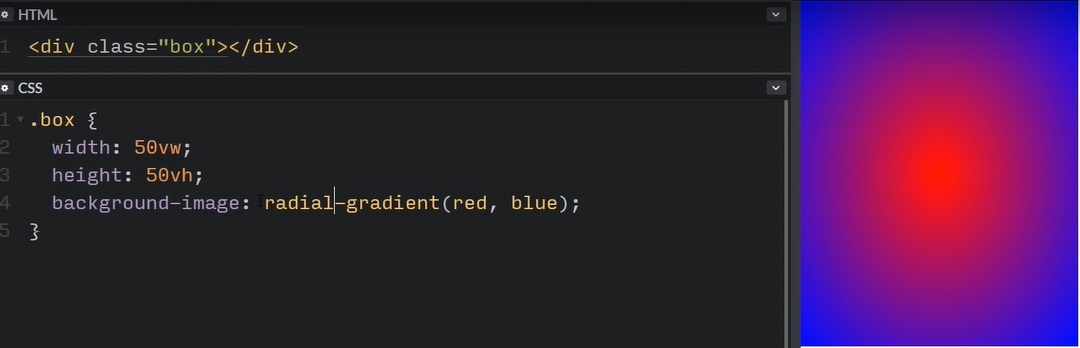 HTML
1 <div class="box"></div>
CSS
1 .box {
2 width: 50vw;
3 height: 50vh;
4 background-image: radial-gradient(red, blue);
5 }